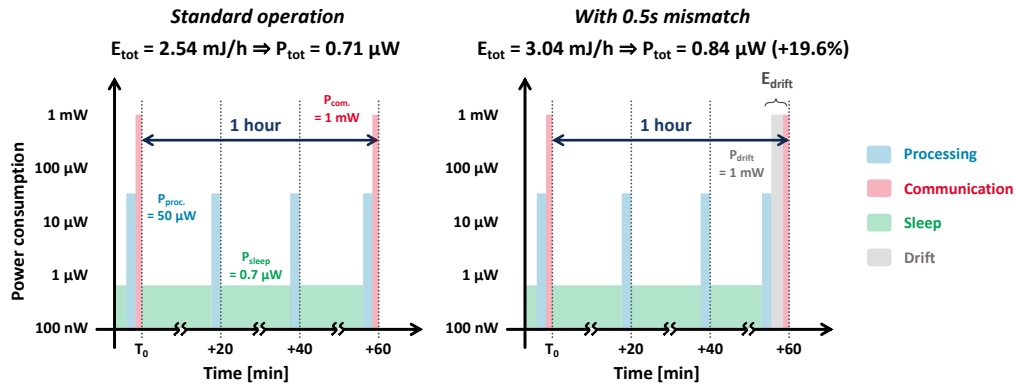 Standard operation
E_tot = 2.54 mJ/h ⇒ P_tot = 0.71 µW
Power consumption
1 mW
100 µW
10 µW
1 µW
100 nW
P_com.
= 1 mW
1 hour
P_proc.
= 50 µW
P_sleep
= 0.7 µW
T_0
+20
+40
+60
Time [min]
With 0.5s mismatch
E_tot = 3.04 mJ/h ⇒ P_tot = 0.84 µW (+19.6%)
E_drift
1 mW
100 µW
10 µW
1 µW
100 nW
1 hour
P_drift
= 1 mW
T_0
+20
+40
+60
Time [min]
Processing
Communication
Sleep
Drift